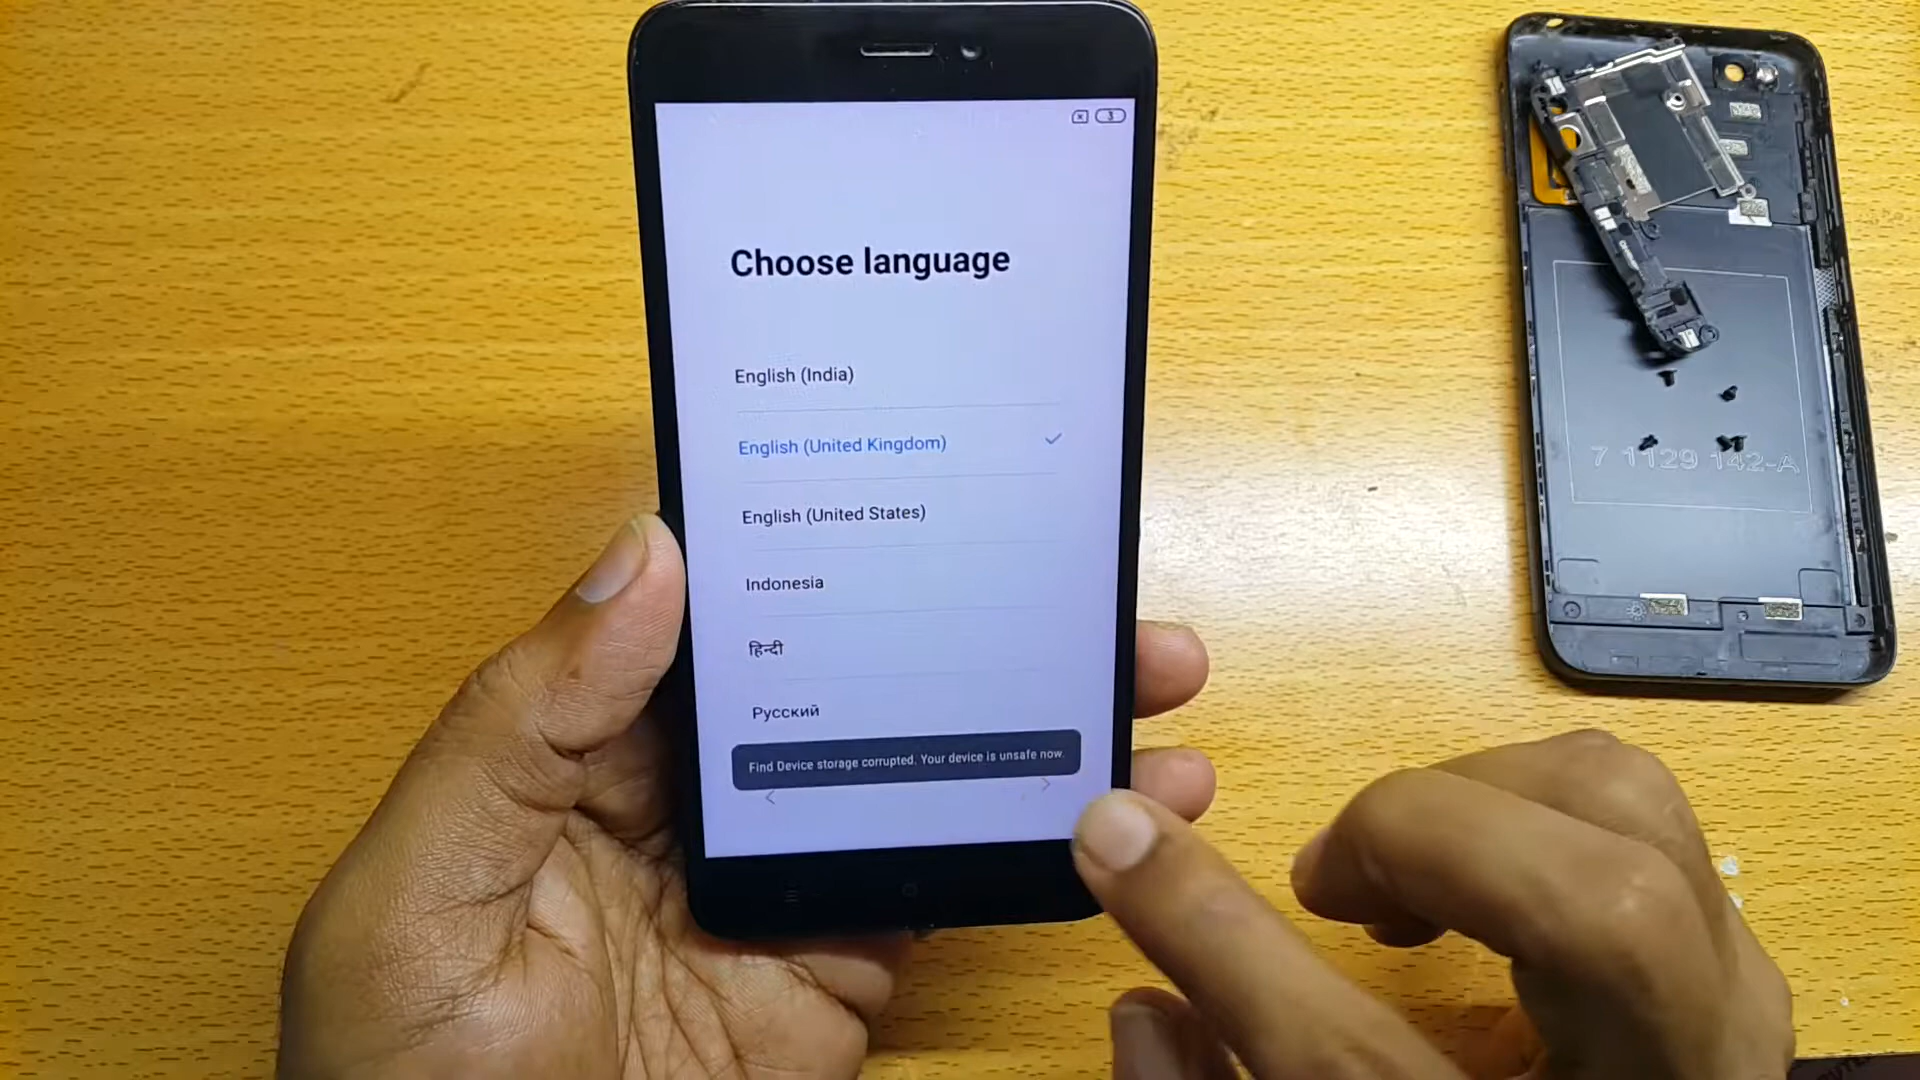 3
Choose language
English (India)
English (United Kingdom)
English (United States)
Indonesia
हिन्दी
Русский
Find Device storage corrupted. Your device is unsafe now.
7 1129 142-A